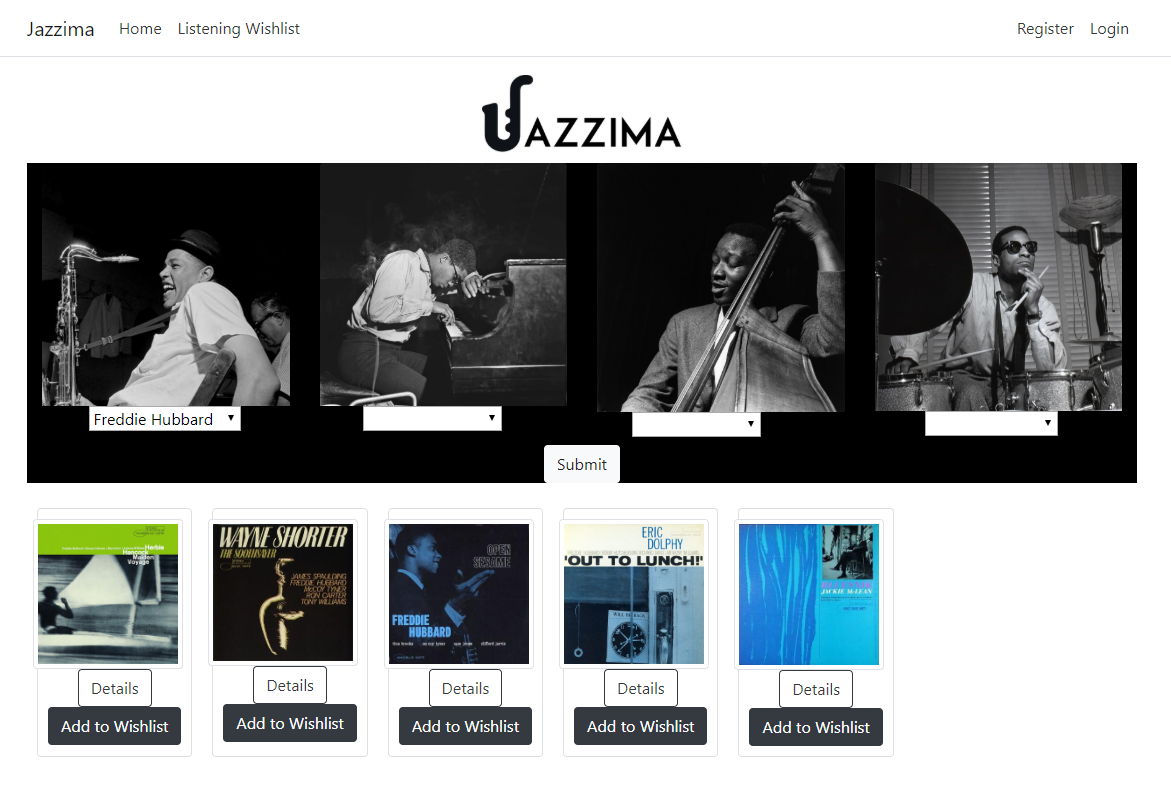 Jazzima Home Listening Wishlist Register Login
JAZZIMA
Freddie Hubbard
Submit
Herbie
Hancock
Maiden
Voyage
WAYNE SHORTER
THE SOOTHSAYER
JAMES SPAULDING
FREDDIE HUBBARD
McCOY TYNER
RON CARTER
TONY WILLIAMS
OPEN
SESAME
FREDDIE
HUBBARD
ERIC
DOLPHY
'OUT TO LUNCH!'
WILL BE BACK
JACKIE McLEAN
Details Details Details Details Details
Add to Wishlist Add to Wishlist Add to Wishlist Add to Wishlist Add to Wishlist